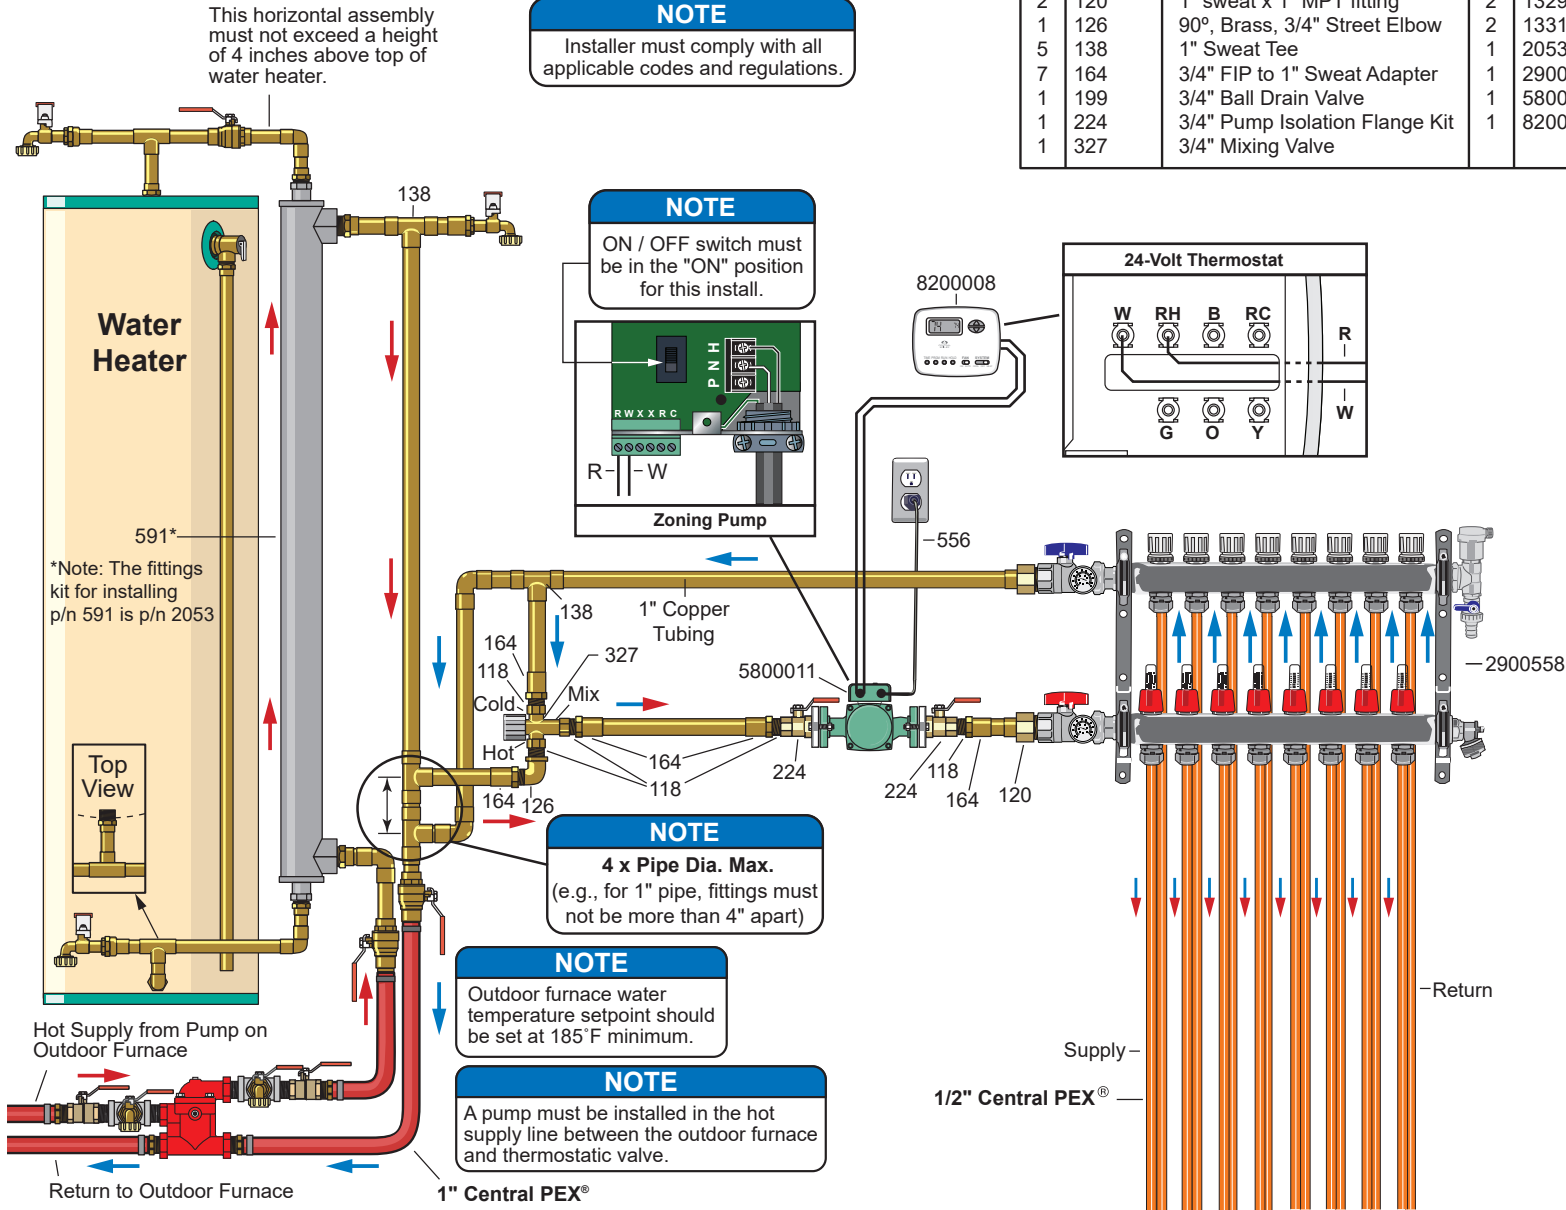 This horizontal assembly
must not exceed a height
of 4 inches above top of
water heater.
NOTE
Installer must comply with all
applicable codes and regulations.
2 120 1" sweat x 1" MPT fitting 2 1329
1 126 90º, Brass, 3/4" Street Elbow 2 1331
5 138 1" Sweat Tee 1 2053
7 164 3/4" FIP to 1" Sweat Adapter 1 2900
1 199 3/4" Ball Drain Valve 1 5800
1 224 3/4" Pump Isolation Flange Kit 1 8200
1 327 3/4" Mixing Valve
138
NOTE
ON / OFF switch must
be in the "ON" position
for this install.
P N H
R W X X R C
R W
Zoning Pump
8200008
24-Volt Thermostat
W RH B RC
R
W
G O Y
Water
Heater
591*
*Note: The fittings
kit for installing
p/n 591 is p/n 2053
556
138
1" Copper
Tubing
164
118
327
Cold
Mix
Hot
5800011
2900558
164
118
224
224
118
164
120
164
126
Top
View
NOTE
4 x Pipe Dia. Max.
(e.g., for 1" pipe, fittings must
not be more than 4" apart)
NOTE
Outdoor furnace water
temperature setpoint should
be set at 185˚F minimum.
NOTE
A pump must be installed in the hot
supply line between the outdoor furnace
and thermostatic valve.
Hot Supply from Pump on
Outdoor Furnace
Return to Outdoor Furnace
1" Central PEX®
Return
Supply
1/2" Central PEX®